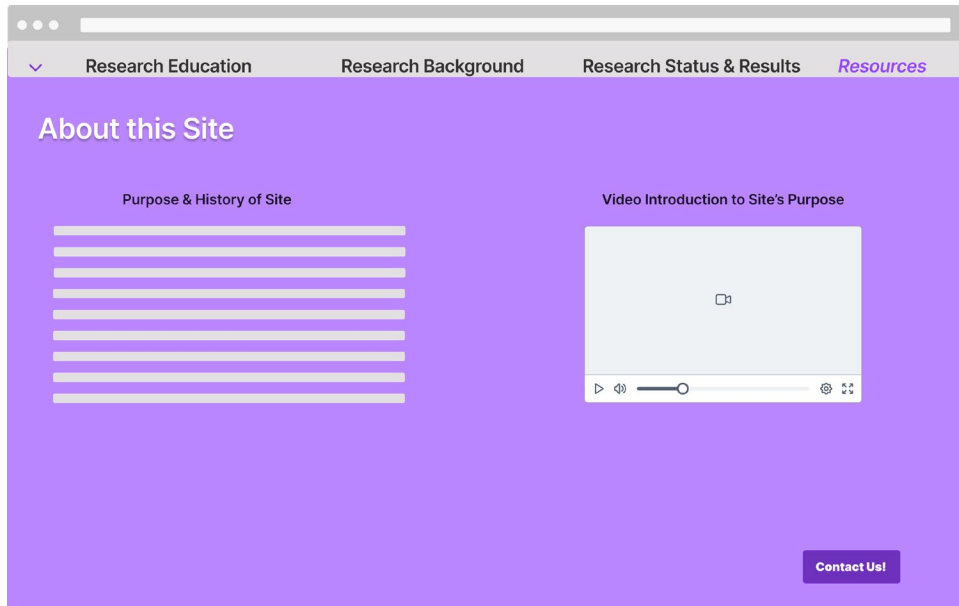 Research Education Research Background Research Status & Results Resources
About this Site
Purpose & History of Site
Video Introduction to Site's Purpose
Contact Us!